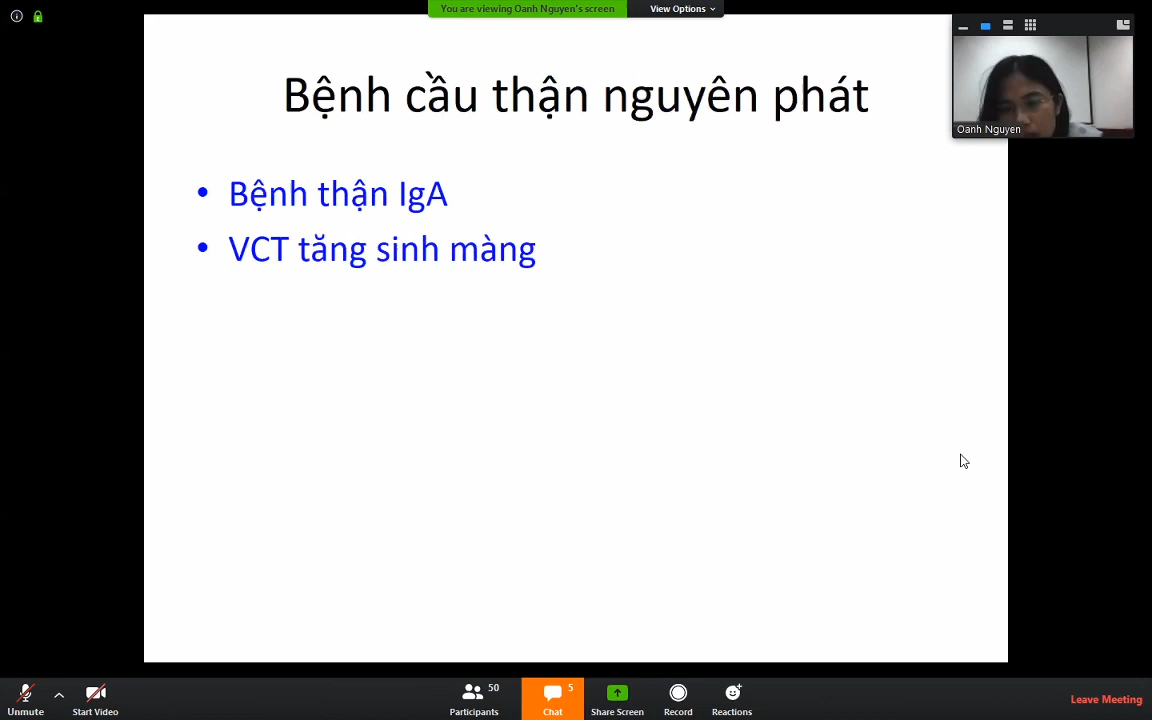 You are viewing Oanh Nguyen's screen
View Options
Bệnh cầu thận nguyên phát
• Bệnh thận IgA
• VCT tăng sinh màng
Oanh Nguyen
Unmute
Start Video
Participants
50
Chat
5
Share Screen
Record
Reactions
Leave Meeting